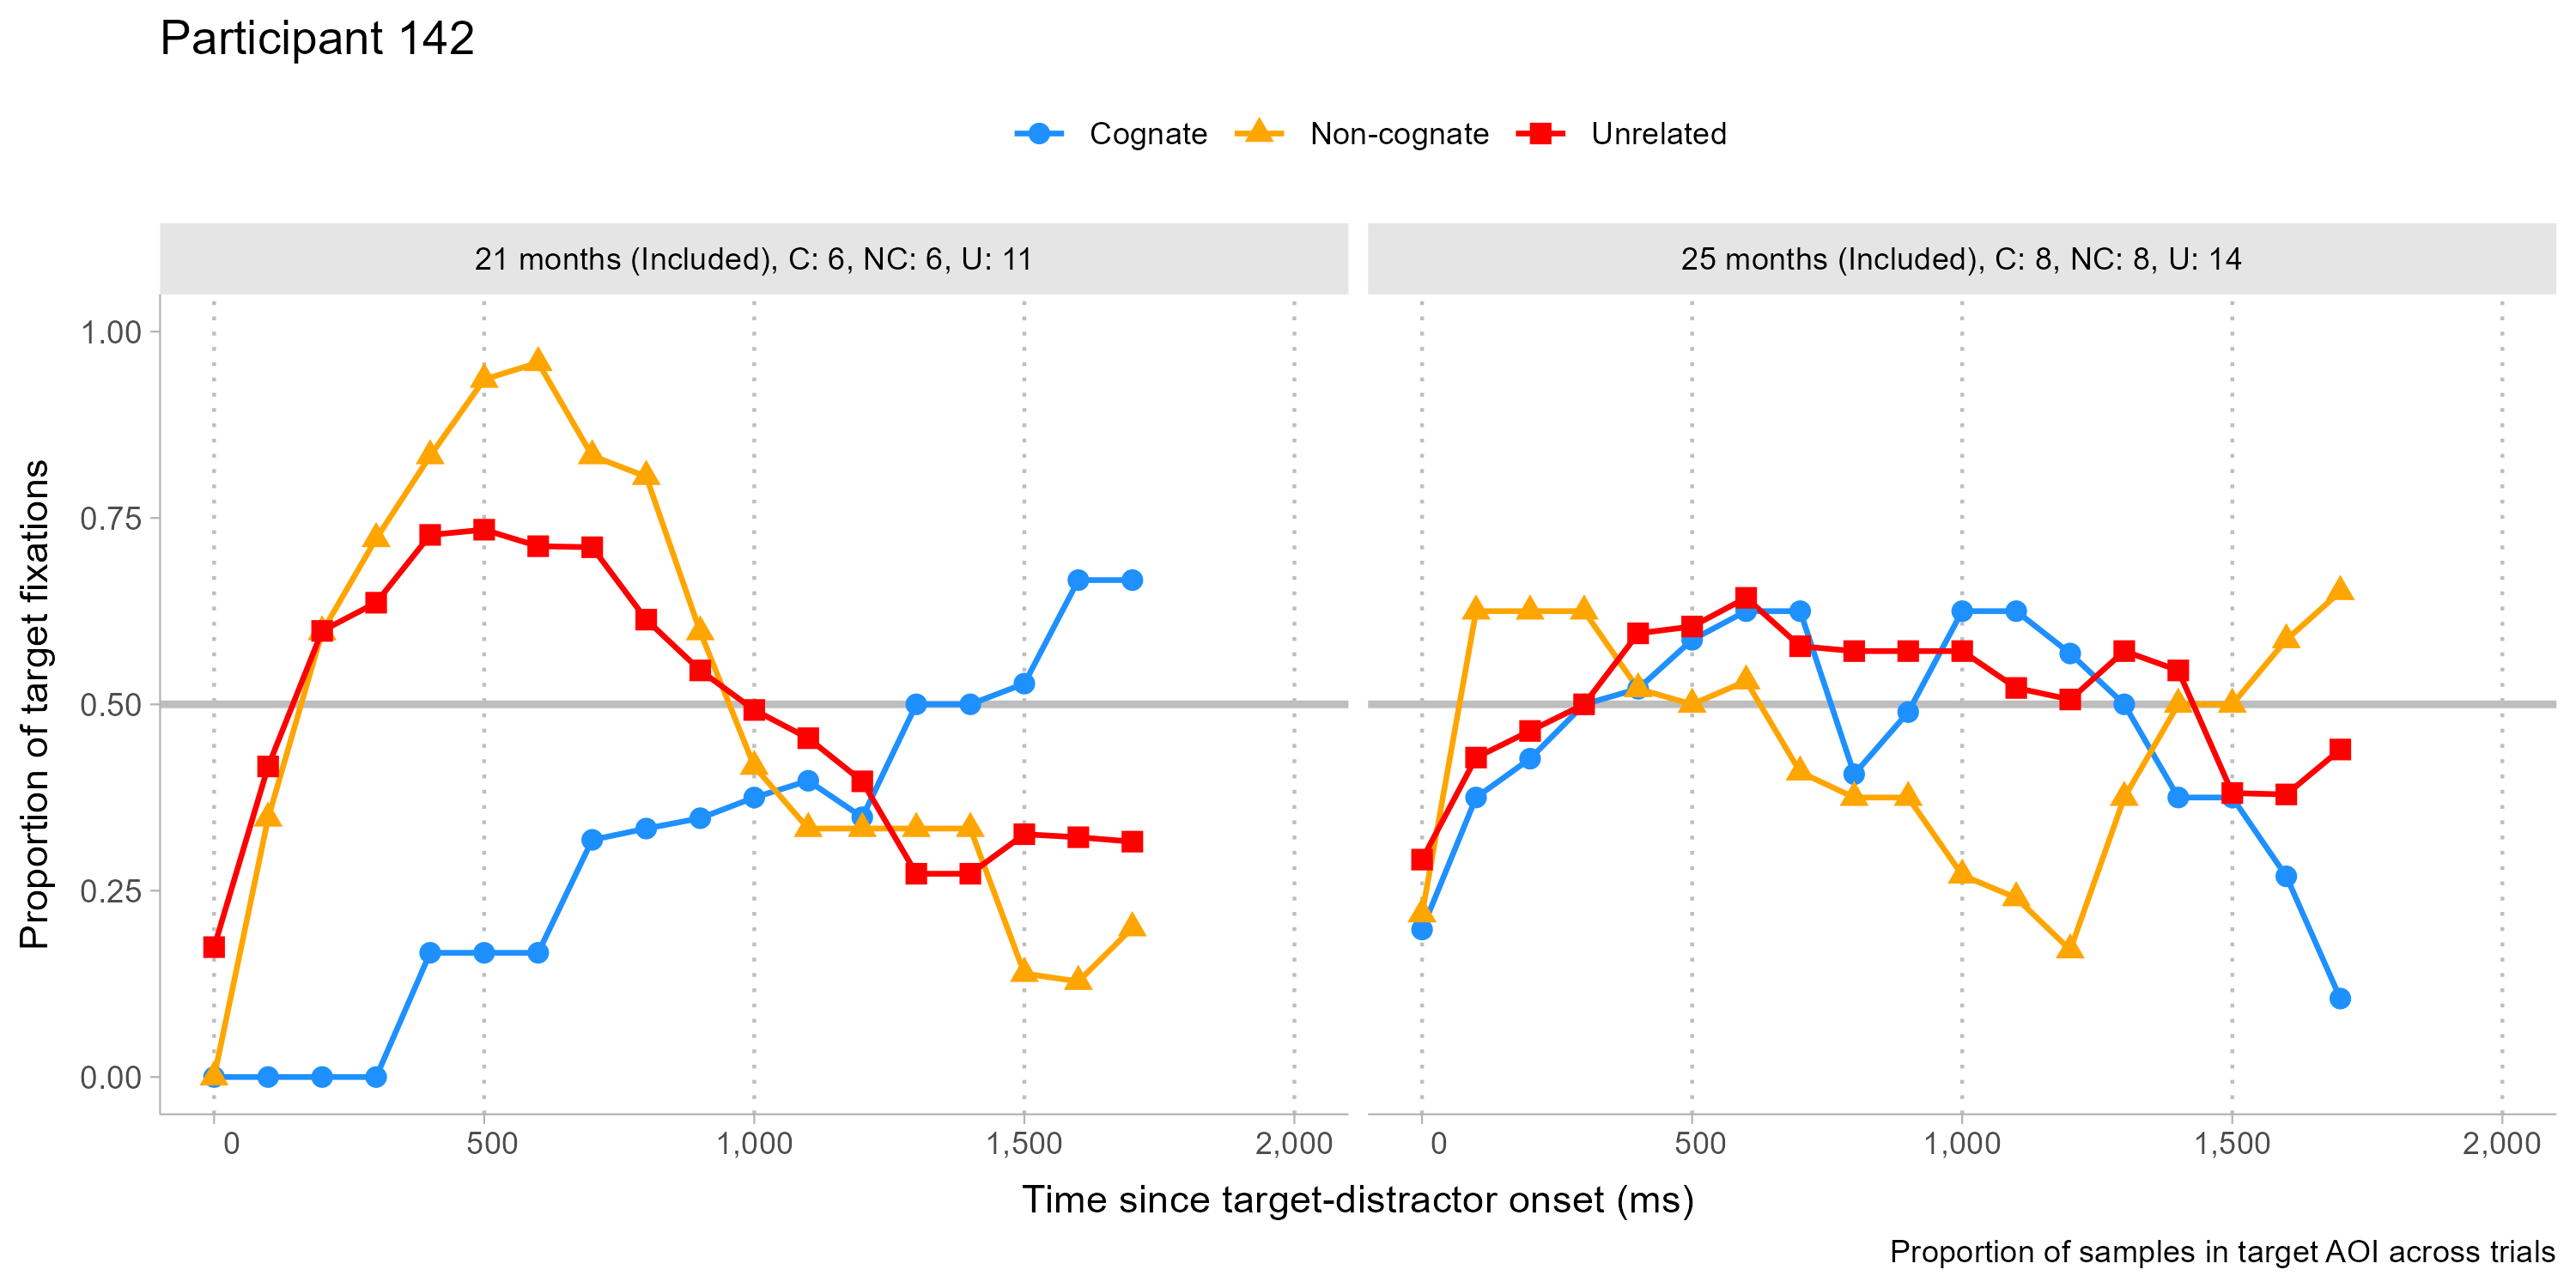 Participant 142
Cognate Non-cognate Unrelated
21 months (Included), C: 6, NC: 6, U: 11
25 months (Included), C: 8, NC: 8, U: 14
Proportion of target fixations
1.00
0.75
0.50
0.25
0.00
0 500 1,000 1,500 2,000
0 500 1,000 1,500 2,000
Time since target-distractor onset (ms)
Proportion of samples in target AOI across trials